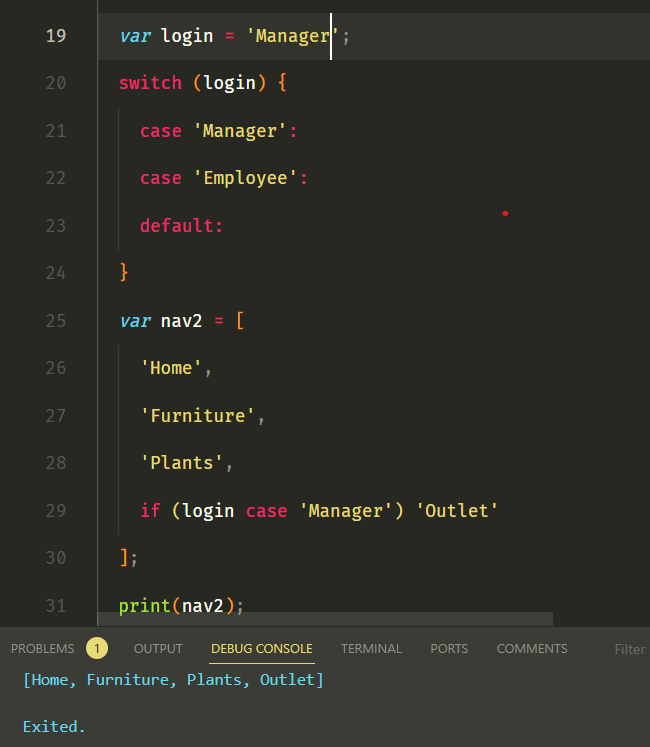 19 var login = 'Manager';
20 switch (login) {
21 case 'Manager':
22 case 'Employee':
23 default:
24 }
25 var nav2 = [
26 'Home',
27 'Furniture',
28 'Plants',
29 if (login case 'Manager') 'Outlet'
30 ];
31 print(nav2);
PROBLEMS 1 OUTPUT DEBUG CONSOLE TERMINAL PORTS COMMENTS Filter
[Home, Furniture, Plants, Outlet]
Exited.